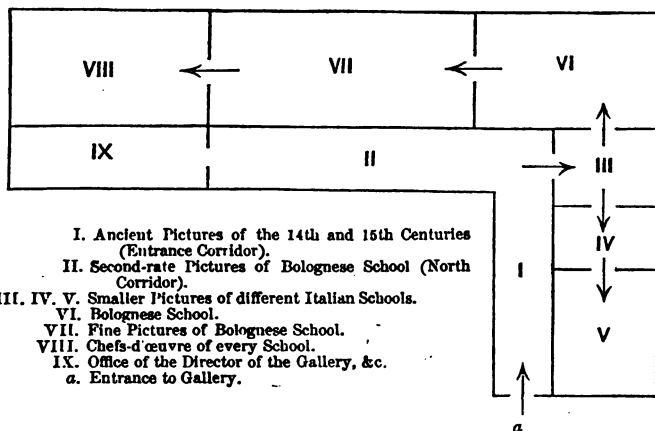 VIII
VII
VI
IX
II
III
IV
I
V
I. Ancient Pictures of the 14th and 15th Centuries
(Entrance Corridor).
II. Second-rate Pictures of Bolognese School (North
Corridor).
III. IV. V. Smaller Pictures of different Italian Schools.
VI. Bolognese School.
VII. Fine Pictures of Bolognese School.
VIII. Chefs-d'œuvre of every School.
IX. Office of the Director of the Gallery, &c.
a. Entrance to Gallery.
a